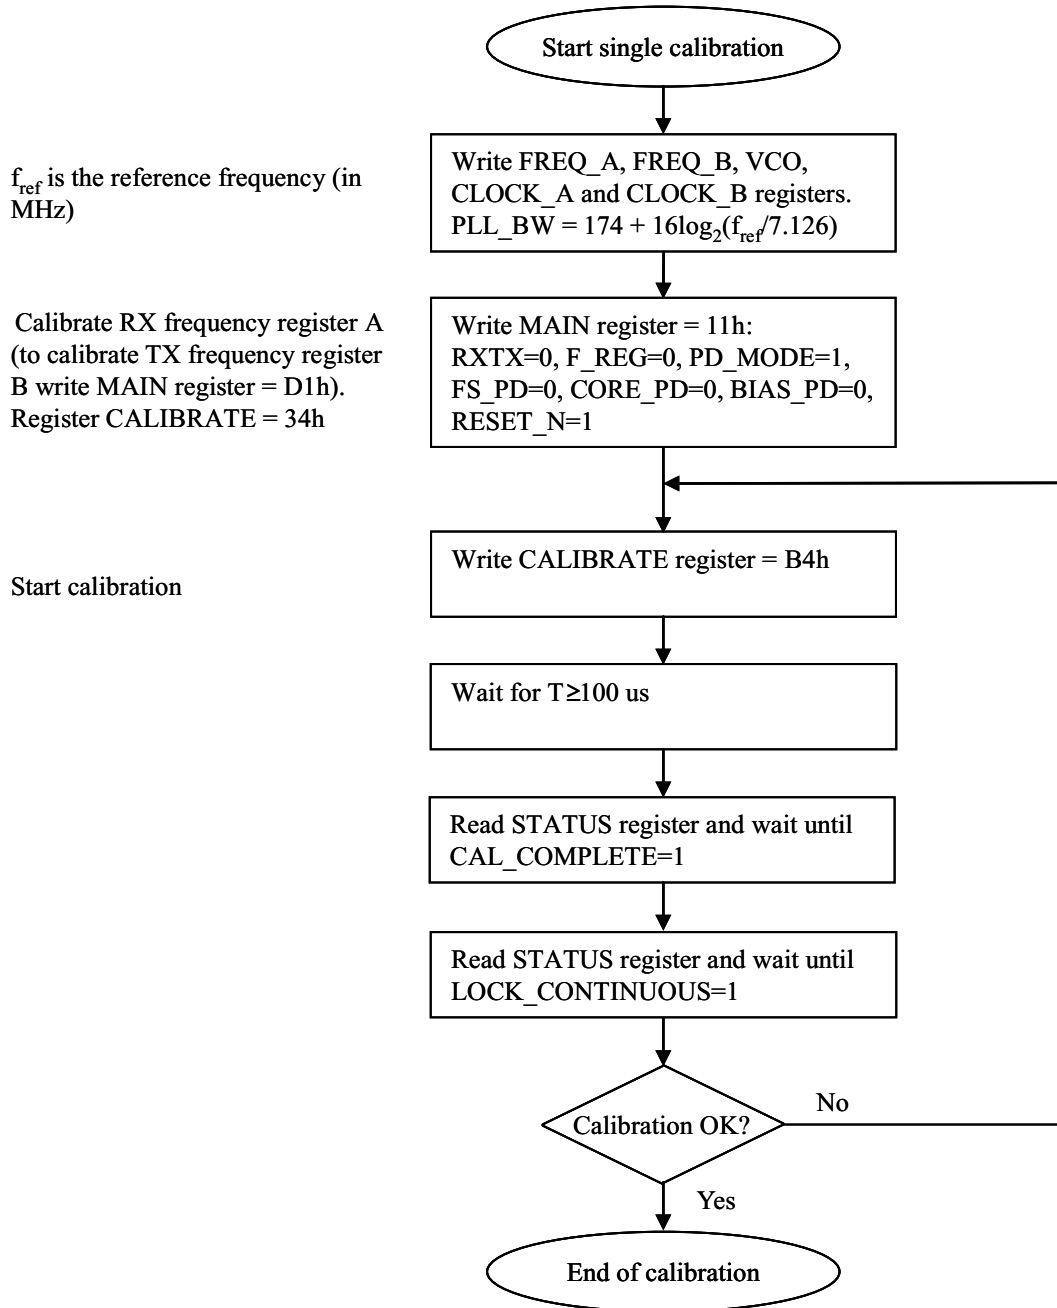 Start single calibration
f_ref is the reference frequency (in
MHz)
Write FREQ_A, FREQ_B, VCO,
CLOCK_A and CLOCK_B registers.
PLL_BW = 174 + 16log₂(f_ref/7.126)
Calibrate RX frequency register A
(to calibrate TX frequency register
B write MAIN register = D1h).
Register CALIBRATE = 34h
Write MAIN register = 11h:
RXTX=0, F_REG=0, PD_MODE=1,
FS_PD=0, CORE_PD=0, BIAS_PD=0,
RESET_N=1
Start calibration
Write CALIBRATE register = B4h
Wait for T≥100 us
Read STATUS register and wait until
CAL_COMPLETE=1
Read STATUS register and wait until
LOCK_CONTINUOUS=1
Calibration OK?
No
Yes
End of calibration